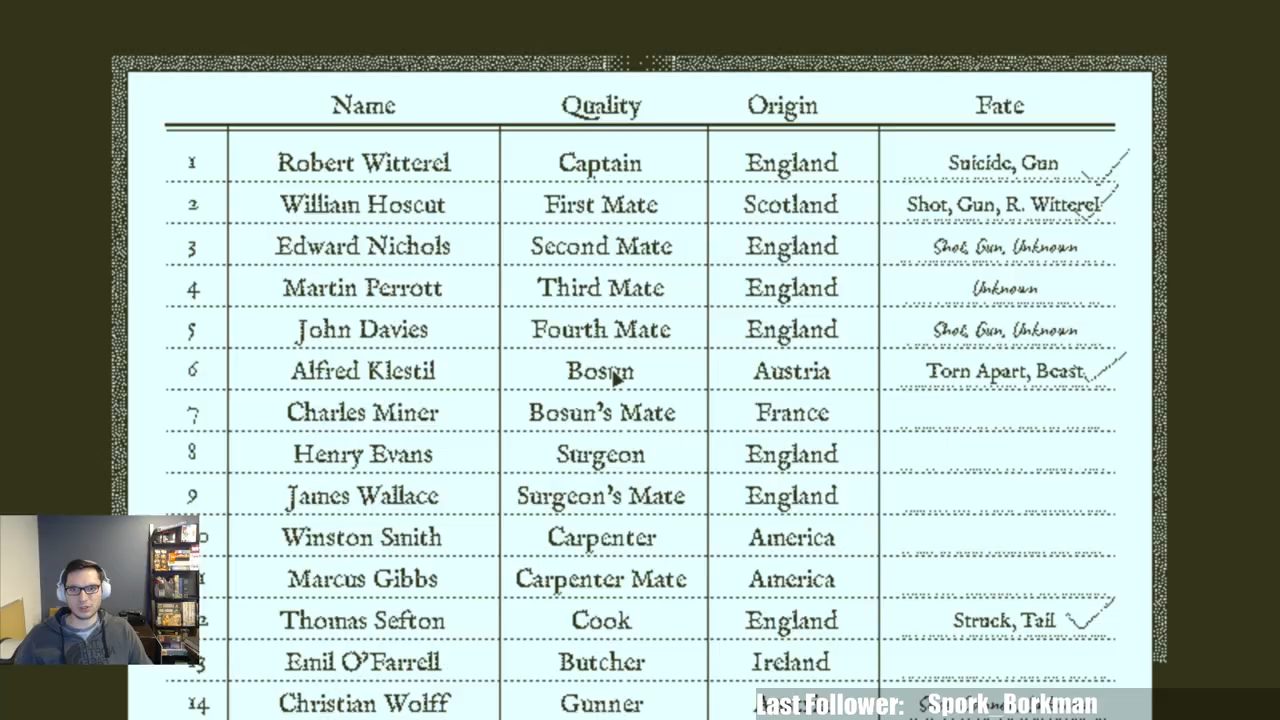 Name Quality Origin Fate
1 Robert Witterel Captain England Suicide, Gun
2 William Hoscut First Mate Scotland Shot, Gun, R. Witterel
3 Edward Nichols Second Mate England Shot, Gun, Unknown
4 Martin Perrott Third Mate England Unknown
5 John Davies Fourth Mate England Shot, Gun, Unknown
6 Alfred Klestil Bosun Austria Torn Apart, Beast
7 Charles Miner Bosun's Mate France
8 Henry Evans Surgeon England
9 James Wallace Surgeon's Mate England
Winston Smith Carpenter America
Marcus Gibbs Carpenter Mate America
Thomas Sefton Cook England Struck, Tail
Emil O'Farrell Butcher Ireland
14 Christian Wolff Gunner
Last Follower: Spork_Borkman